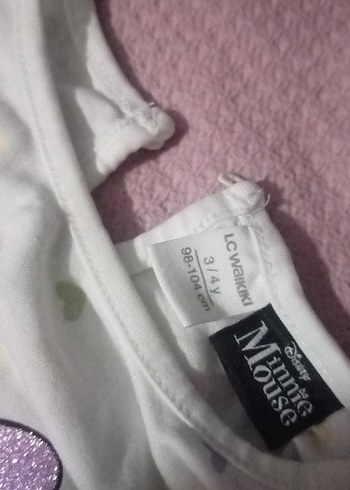 LC WAIKIKI
3 / 4 y
98-104 cm
Disney
Minnie
Mouse